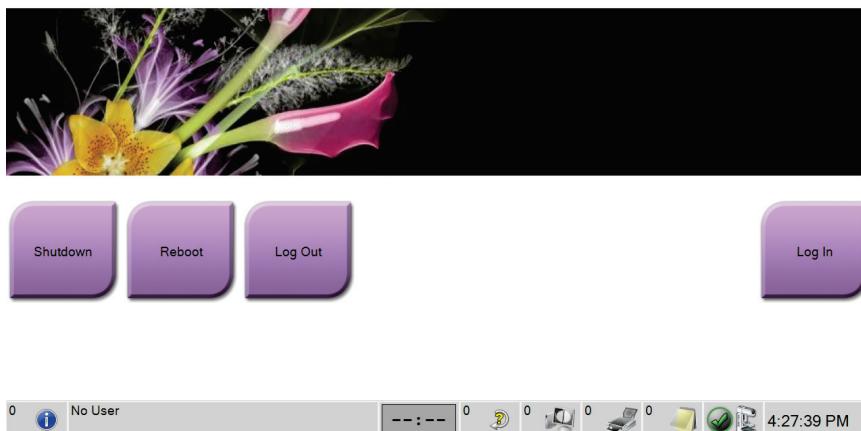 Shutdown
Reboot
Log Out
Log In
0
No User
--:--
0
0
0
0
4:27:39 PM